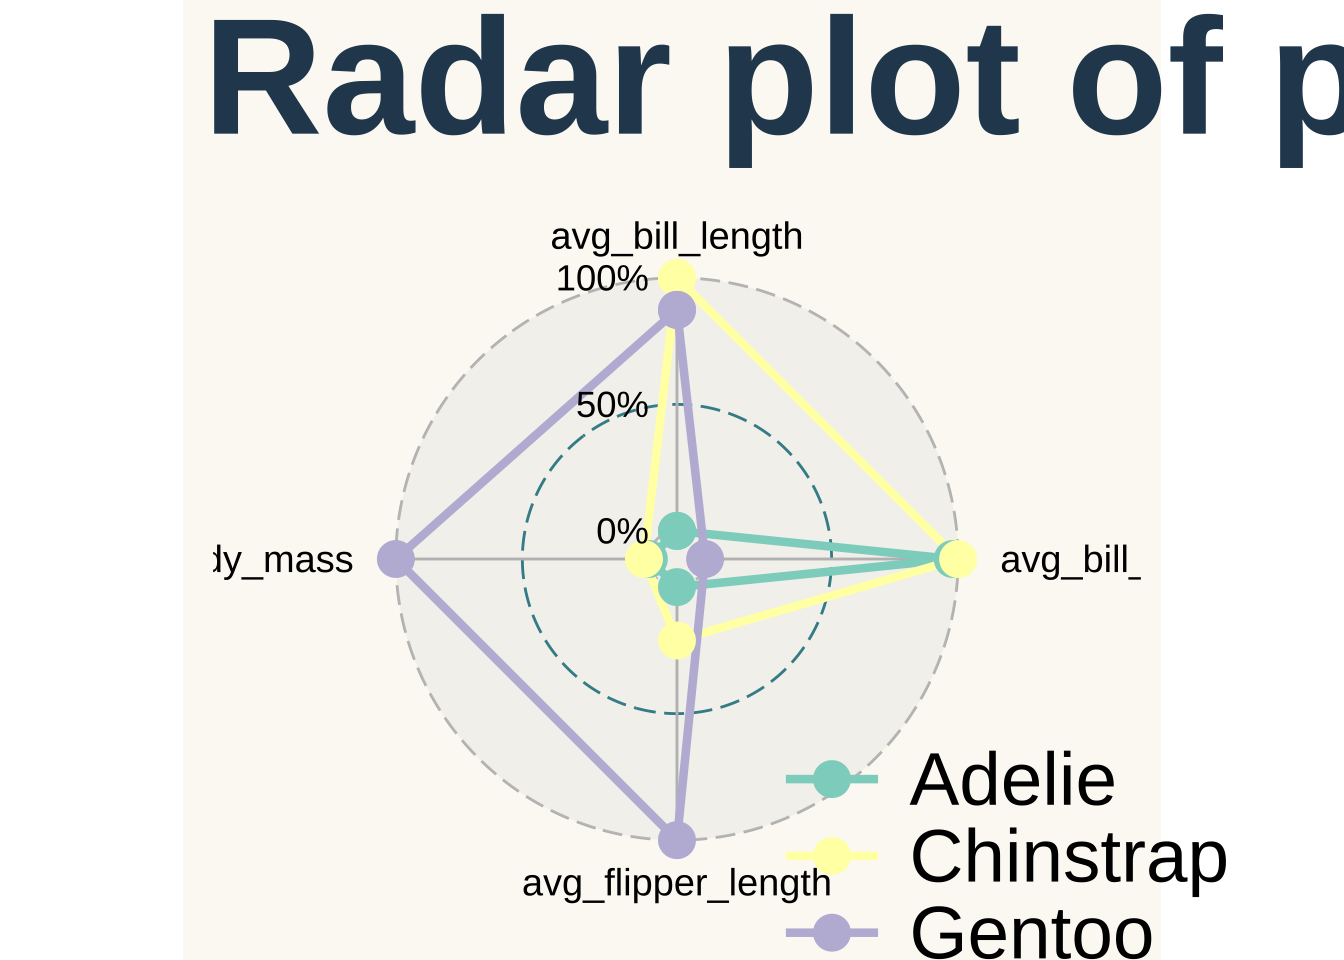 Radar plot of p
avg_bill_length
100%
50%
0%
dy_mass
avg_bill_
avg_flipper_length
Adelie
Chinstrap
Gentoo